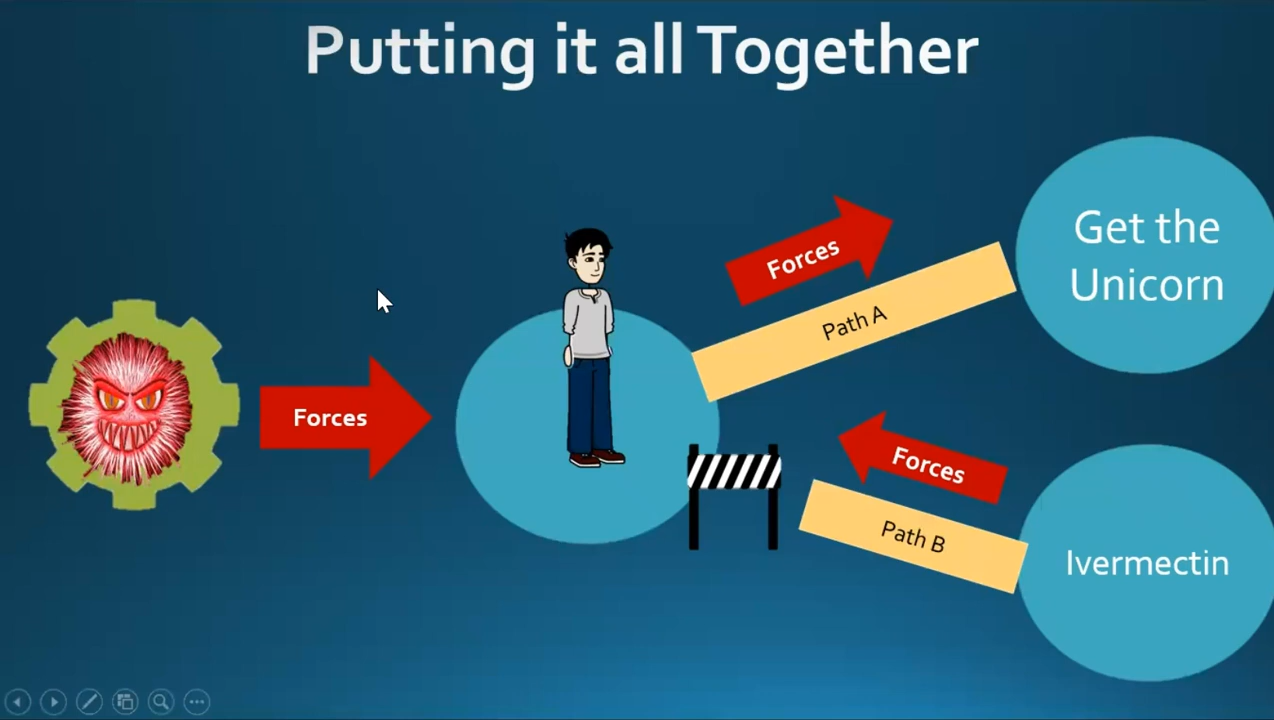 Putting it all Together
Forces
Forces
Path A
Get the
Unicorn
Forces
Path B
Ivermectin